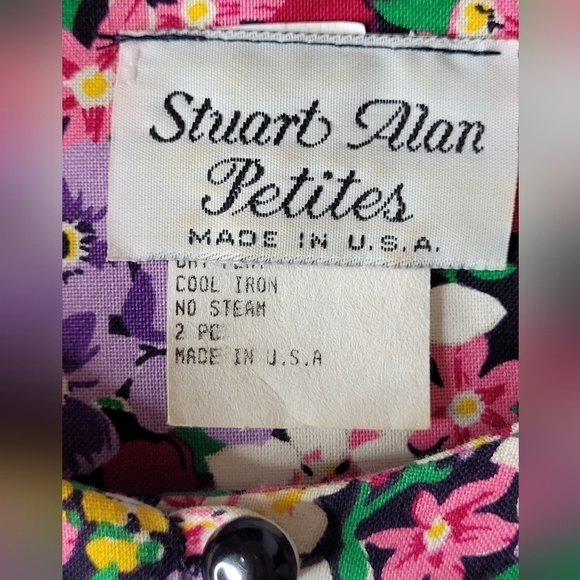 Stuart Alan
Petites
MADE IN U.S.A.
COOL IRON
NO STEAM
2 PC
MADE IN U.S.A